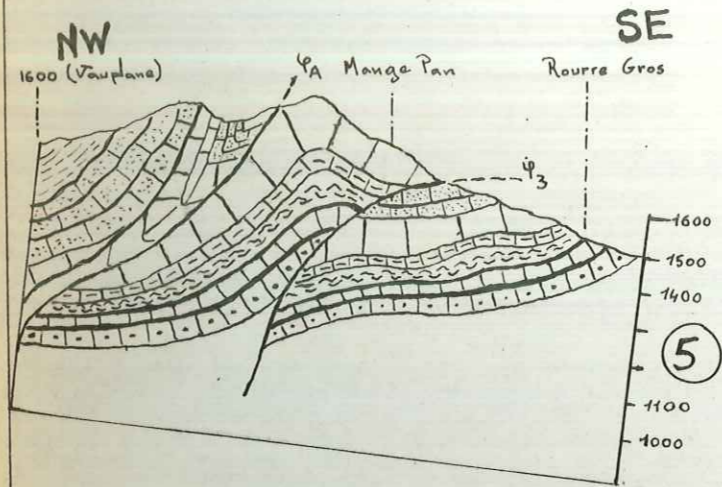 NW
SE
1600 (Vauplane)
φA Mange Pan
Rourre Gros
φ3
1600
1500
1400
1100
1000
5